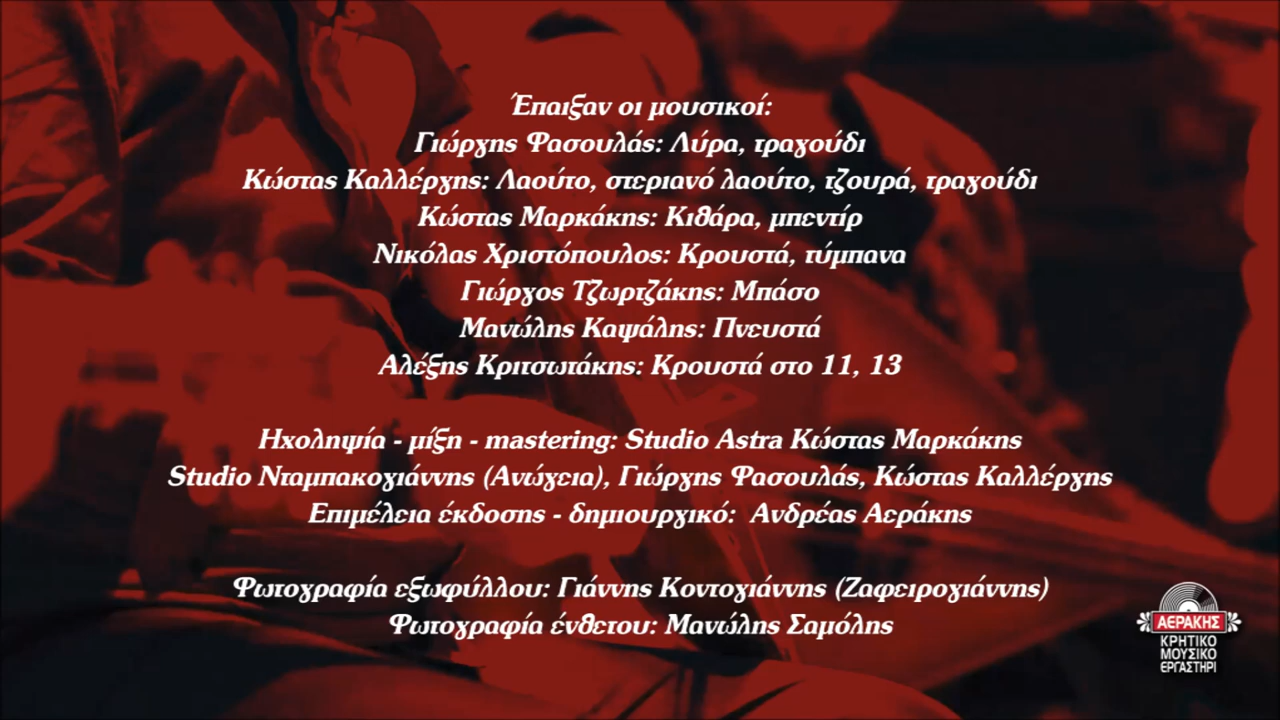 Έπαιξαν οι μουσικοί:
Γιώργης Φασουλάς: Λύρα, τραγούδι
Κώστας Καλλέργης: Λαούτο, στεριανό λαούτο, τζουρά, τραγούδι
Κώστας Μαρκάκης: Κιθάρα, μπεντίρ
Νικόλας Χριστόπουλος: Κρουστά, τύμπανα
Γιώργος Τζωρτζάκης: Μπάσο
Μανώλης Καψάλης: Πνευστά
Αλέξης Κριτσωτάκης: Κρουστά στο 11, 13
Ηχοληψία - μίξη - mastering: Studio Astra Κώστας Μαρκάκης
Studio Νταμπακογιάννης (Ανώγεια), Γιώργης Φασουλάς, Κώστας Καλλέργης
Επιμέλεια έκδοσης - δημιουργικό: Ανδρέας Αεράκης
Φωτογραφία εξωφύλλου: Γιάννης Κοντογιάννης (Ζαφειρογιάννης)
Φωτογραφία ένθετου: Μανώλης Σαμόλης
ΑΕΡΑΚΗΣ
ΚΡΗΤΙΚΟ
ΜΟΥΣΙΚΟ
ΕΡΓΑΣΤΗΡΙ